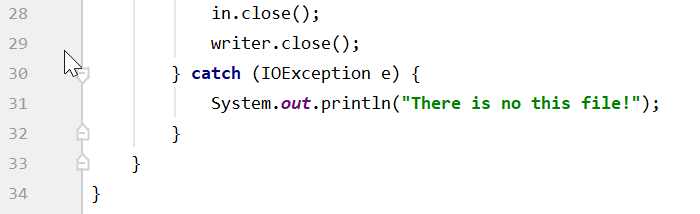 28 in.close();
29 writer.close();
30 } catch (IOException e) {
31 System.out.println("There is no this file!");
32 }
33 }
34 }